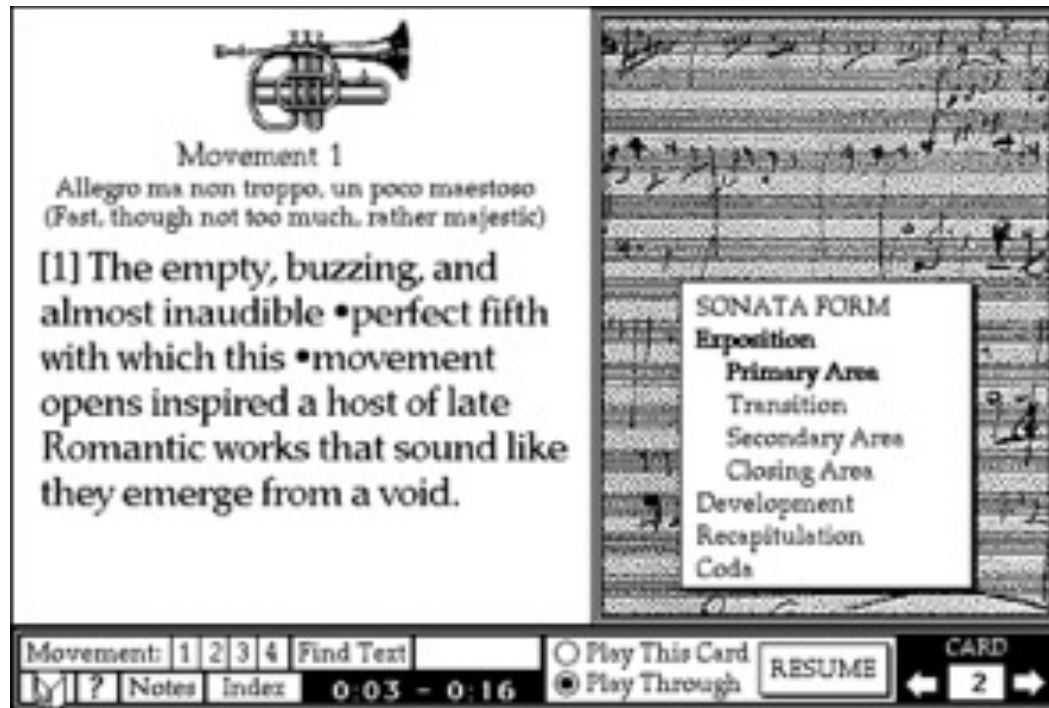 Movement 1
Allegro ma non troppo, un poco maestoso
(Fast, though not too much, rather majestic)
[1] The empty, buzzing, and
almost inaudible •perfect fifth
with which this •movement
opens inspired a host of late
Romantic works that sound like
they emerge from a void.
SONATA FORM
Exposition
Primary Area
Transition
Secondary Area
Closing Area
Development
Recapitulation
Coda
Movement: 1 2 3 4 Find Text
? Notes Index 0:03 - 0:16
Play This Card
Play Through
RESUME
CARD
2